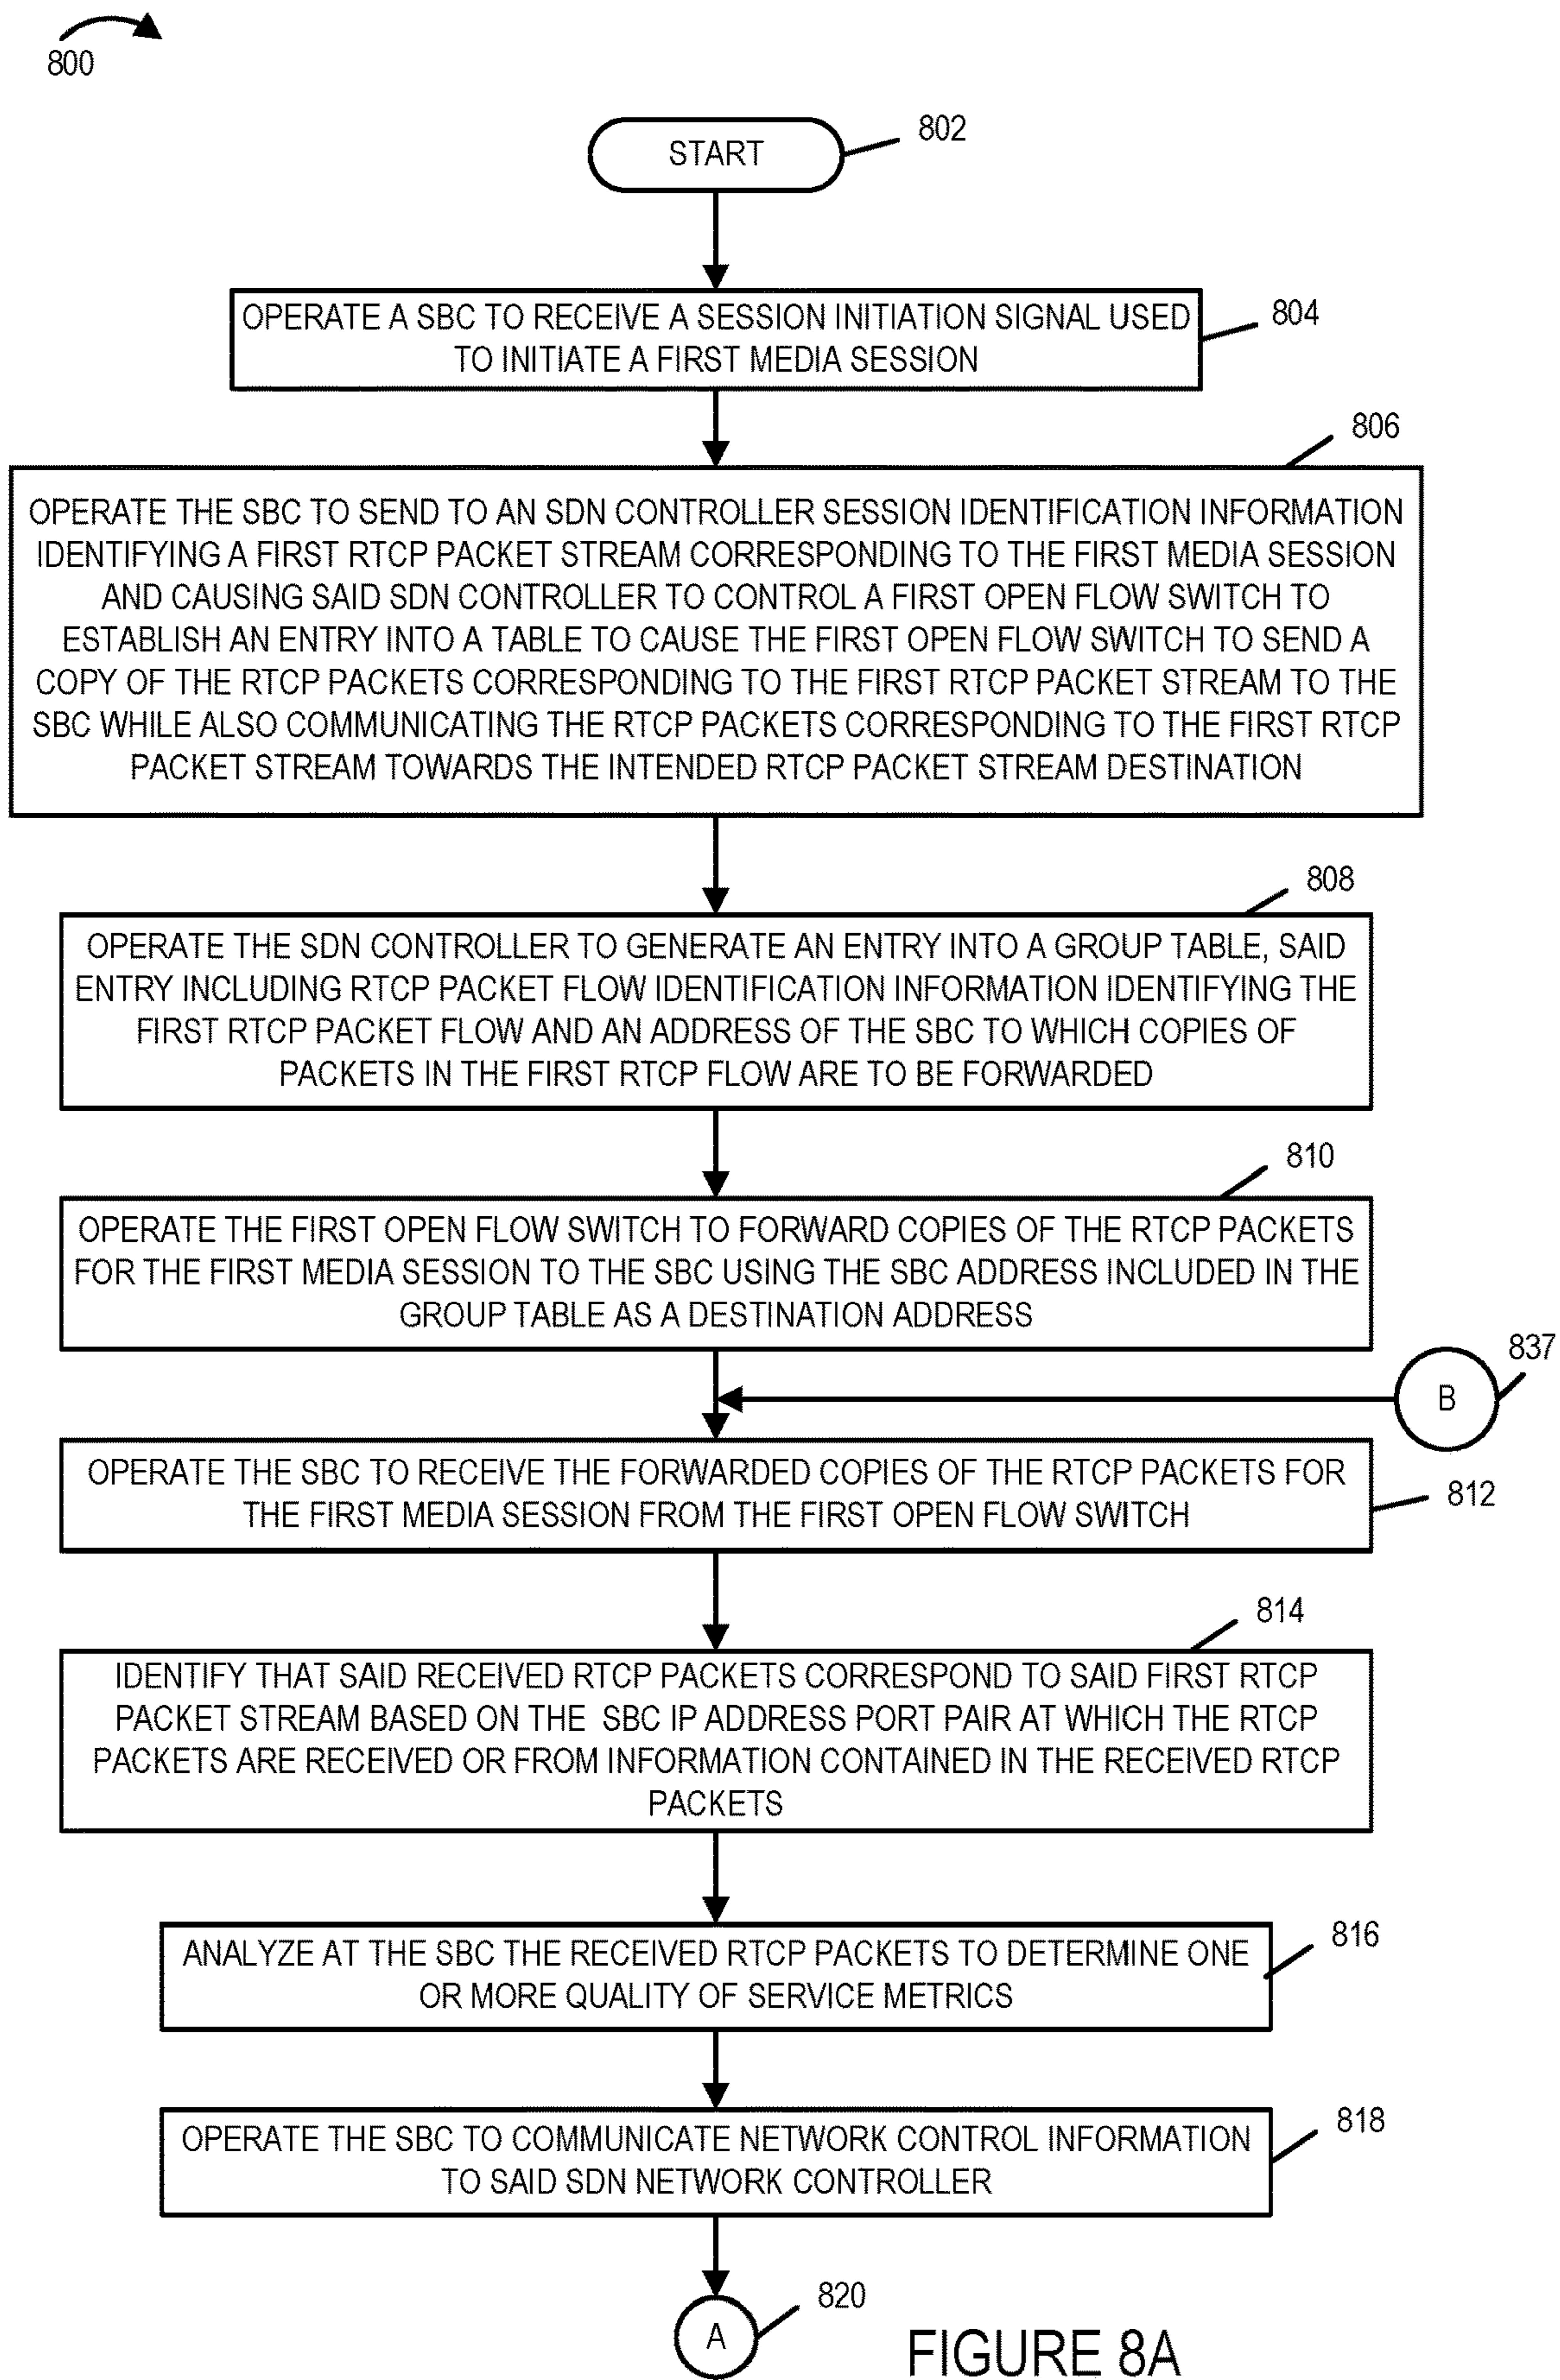 800
802
START
804
OPERATE A SBC TO RECEIVE A SESSION INITIATION SIGNAL USED
TO INITIATE A FIRST MEDIA SESSION
806
OPERATE THE SBC TO SEND TO AN SDN CONTROLLER SESSION IDENTIFICATION INFORMATION
IDENTIFYING A FIRST RTCP PACKET STREAM CORRESPONDING TO THE FIRST MEDIA SESSION
AND CAUSING SAID SDN CONTROLLER TO CONTROL A FIRST OPEN FLOW SWITCH TO
ESTABLISH AN ENTRY INTO A TABLE TO CAUSE THE FIRST OPEN FLOW SWITCH TO SEND A
COPY OF THE RTCP PACKETS CORRESPONDING TO THE FIRST RTCP PACKET STREAM TO THE
SBC WHILE ALSO COMMUNICATING THE RTCP PACKETS CORRESPONDING TO THE FIRST RTCP
PACKET STREAM TOWARDS THE INTENDED RTCP PACKET STREAM DESTINATION
808
OPERATE THE SDN CONTROLLER TO GENERATE AN ENTRY INTO A GROUP TABLE, SAID
ENTRY INCLUDING RTCP PACKET FLOW IDENTIFICATION INFORMATION IDENTIFYING THE
FIRST RTCP PACKET FLOW AND AN ADDRESS OF THE SBC TO WHICH COPIES OF
PACKETS IN THE FIRST RTCP FLOW ARE TO BE FORWARDED
810
OPERATE THE FIRST OPEN FLOW SWITCH TO FORWARD COPIES OF THE RTCP PACKETS
FOR THE FIRST MEDIA SESSION TO THE SBC USING THE SBC ADDRESS INCLUDED IN THE
GROUP TABLE AS A DESTINATION ADDRESS
837
B
OPERATE THE SBC TO RECEIVE THE FORWARDED COPIES OF THE RTCP PACKETS FOR
THE FIRST MEDIA SESSION FROM THE FIRST OPEN FLOW SWITCH
812
814
IDENTIFY THAT SAID RECEIVED RTCP PACKETS CORRESPOND TO SAID FIRST RTCP
PACKET STREAM BASED ON THE SBC IP ADDRESS PORT PAIR AT WHICH THE RTCP
PACKETS ARE RECEIVED OR FROM INFORMATION CONTAINED IN THE RECEIVED RTCP
PACKETS
816
ANALYZE AT THE SBC THE RECEIVED RTCP PACKETS TO DETERMINE ONE
OR MORE QUALITY OF SERVICE METRICS
818
OPERATE THE SBC TO COMMUNICATE NETWORK CONTROL INFORMATION
TO SAID SDN NETWORK CONTROLLER
820
A
FIGURE 8A